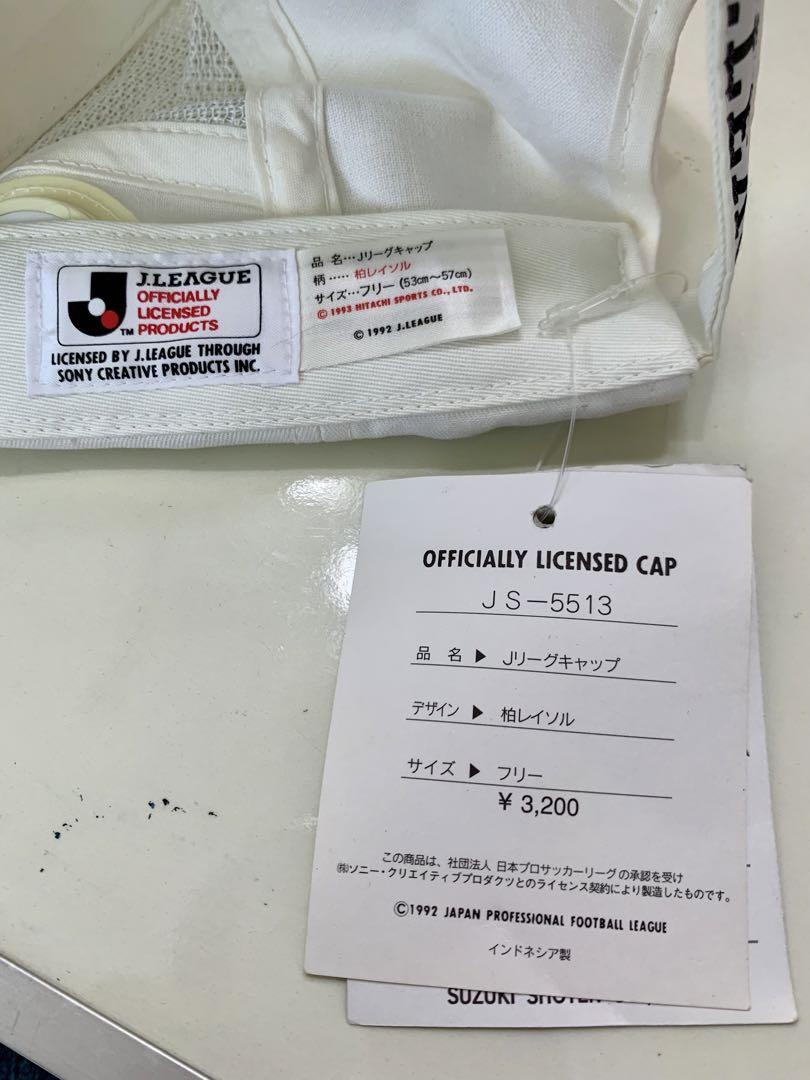 J.LEAGUE
OFFICIALLY
LICENSED
PRODUCTS
TM
LICENSED BY J.LEAGUE THROUGH
SONY CREATIVE PRODUCTS INC.
品 名…Jリーグキャップ
柄……柏レイソル
サイズ…フリー (53㎝〜57㎝)
© 1993 HITACHI SPORTS CO., LTD.
© 1992 J.LEAGUE
OFFICIALLY LICENSED CAP
JS-5513
品 名 ▶ Jリーグキャップ
デザイン ▶ 柏レイソル
サイズ ▶ フリー
¥ 3,200
この商品は、社団法人 日本プロサッカーリーグの承認を受け
㈱ソニー・クリエイティブプロダクツとのライセンス契約により製造したものです。
©1992 JAPAN PROFESSIONAL FOOTBALL LEAGUE
インドネシア製
SUZUKI SHOTEN